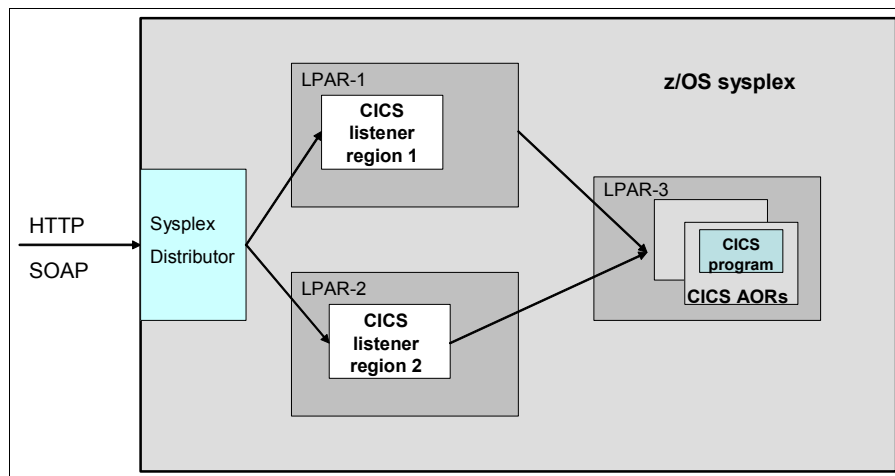 HTTP
SOAP
Sysplex
Distributor
LPAR-1
CICS
listener
region 1
LPAR-2
CICS
listener
region 2
z/OS sysplex
LPAR-3
CICS
program
CICS AORs